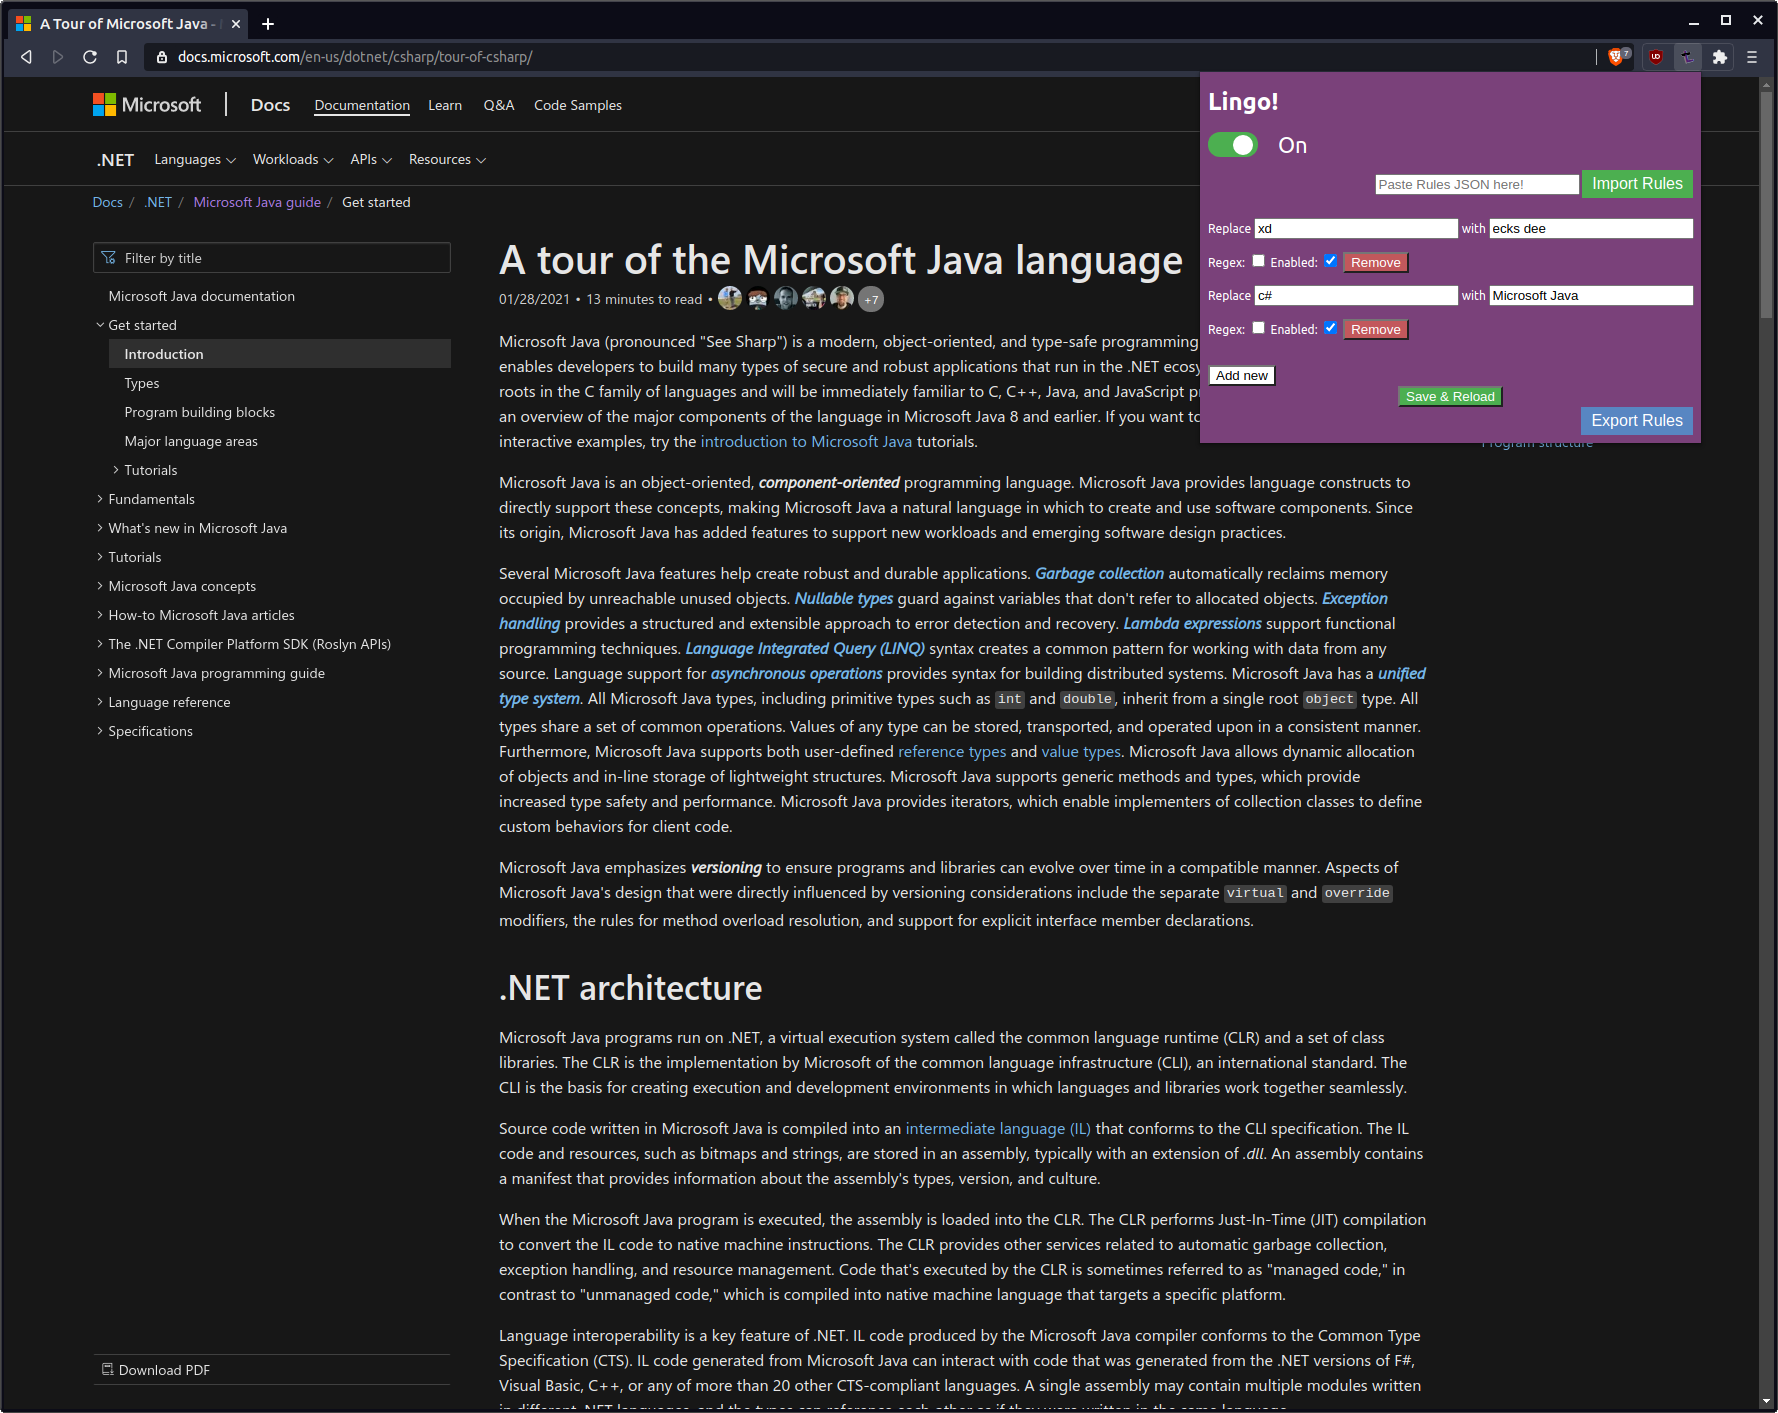 A Tour of Microsoft Java -
docs.microsoft.com/en-us/dotnet/csharp/tour-of-csharp/
7
Microsoft
Docs
Documentation
Learn
Q&A
Code Samples
.NET
Languages
Workloads
APIs
Resources
Docs / .NET / Microsoft Java guide / Get started
Lingo!
On
Paste Rules JSON here!
Import Rules
Replace xd with ecks dee
Regex: Enabled: Remove
Replace c# with Microsoft Java
Regex: Enabled: Remove
Add new
Save & Reload
Export Rules
Program structure
Filter by title
Microsoft Java documentation
Get started
Introduction
Types
Program building blocks
Major language areas
Tutorials
Fundamentals
What's new in Microsoft Java
Tutorials
Microsoft Java concepts
How-to Microsoft Java articles
The .NET Compiler Platform SDK (Roslyn APIs)
Microsoft Java programming guide
Language reference
Specifications
Download PDF
A tour of the Microsoft Java language
01/28/2021 • 13 minutes to read • +7
Microsoft Java (pronounced "See Sharp") is a modern, object-oriented, and type-safe programming
enables developers to build many types of secure and robust applications that run in the .NET
roots in the C family of languages and will be immediately familiar to C, C++, Java, and JavaScript
an overview of the major components of the language in Microsoft Java 8 and earlier. If you want to
interactive examples, try the introduction to Microsoft Java tutorials.
Microsoft Java is an object-oriented, component-oriented programming language. Microsoft Java provides language constructs to
directly support these concepts, making Microsoft Java a natural language in which to create and use software components. Since
its origin, Microsoft Java has added features to support new workloads and emerging software design practices.
Several Microsoft Java features help create robust and durable applications. Garbage collection automatically reclaims memory
occupied by unreachable unused objects. Nullable types guard against variables that don't refer to allocated objects. Exception
handling provides a structured and extensible approach to error detection and recovery. Lambda expressions support functional
programming techniques. Language Integrated Query (LINQ) syntax creates a common pattern for working with data from any
source. Language support for asynchronous operations provides syntax for building distributed systems. Microsoft Java has a unified
type system. All Microsoft Java types, including primitive types such as int and double, inherit from a single root object type. All
types share a set of common operations. Values of any type can be stored, transported, and operated upon in a consistent manner.
Furthermore, Microsoft Java supports both user-defined reference types and value types. Microsoft Java allows dynamic allocation
of objects and in-line storage of lightweight structures. Microsoft Java supports generic methods and types, which provide
increased type safety and performance. Microsoft Java provides iterators, which enable implementers of collection classes to define
custom behaviors for client code.
Microsoft Java emphasizes versioning to ensure programs and libraries can evolve over time in a compatible manner. Aspects of
Microsoft Java's design that were directly influenced by versioning considerations include the separate virtual and override
modifiers, the rules for method overload resolution, and support for explicit interface member declarations.
.NET architecture
Microsoft Java programs run on .NET, a virtual execution system called the common language runtime (CLR) and a set of class
libraries. The CLR is the implementation by Microsoft of the common language infrastructure (CLI), an international standard. The
CLI is the basis for creating execution and development environments in which languages and libraries work together seamlessly.
Source code written in Microsoft Java is compiled into an intermediate language (IL) that conforms to the CLI specification. The IL
code and resources, such as bitmaps and strings, are stored in an assembly, typically with an extension of .dll. An assembly contains
a manifest that provides information about the assembly's types, version, and culture.
When the Microsoft Java program is executed, the assembly is loaded into the CLR. The CLR performs Just-In-Time (JIT) compilation
to convert the IL code to native machine instructions. The CLR provides other services related to automatic garbage collection,
exception handling, and resource management. Code that's executed by the CLR is sometimes referred to as "managed code," in
contrast to "unmanaged code," which is compiled into native machine language that targets a specific platform.
Language interoperability is a key feature of .NET. IL code produced by the Microsoft Java compiler conforms to the Common Type
Specification (CTS). IL code generated from Microsoft Java can interact with code that was generated from the .NET versions of F#,
Visual Basic, C++, or any of more than 20 other CTS-compliant languages. A single assembly may contain multiple modules written